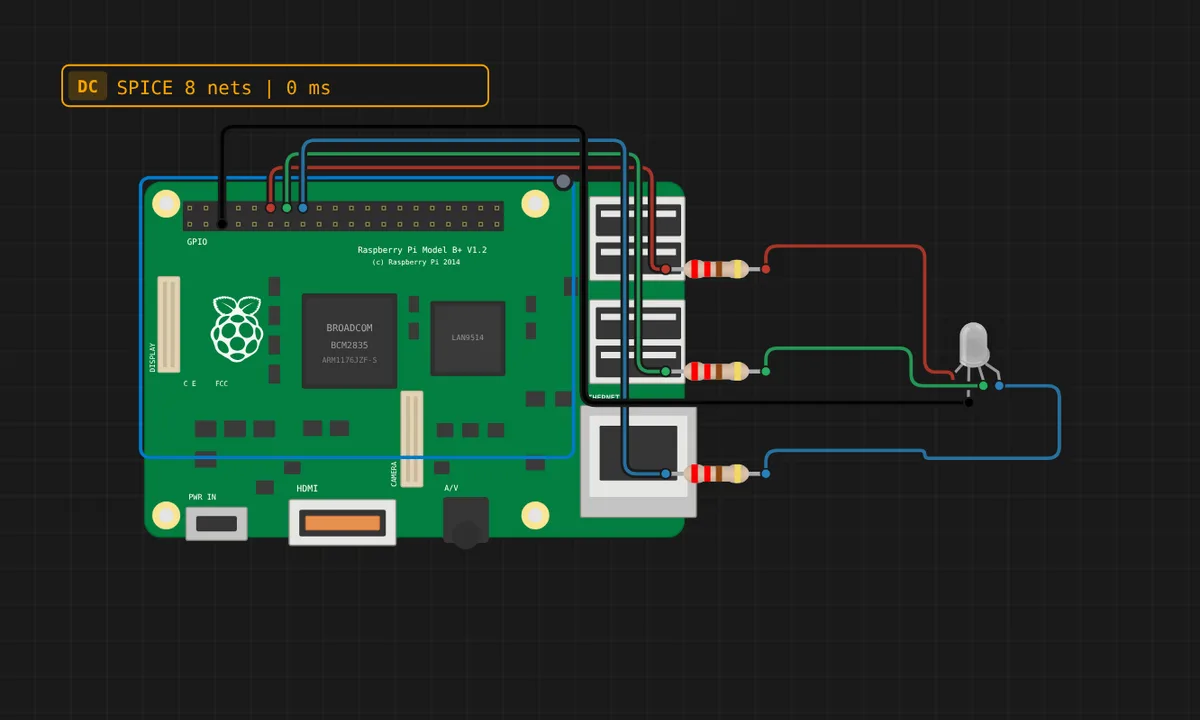 DC SPICE 8 nets | 0 ms
GPIO
Raspberry Pi Model B+ V1.2
(c) Raspberry Pi 2014
DISPLAY
BROADCOM
BCM2835
ARM1176JZF-S
LAN9514
C E FCC
THERNET
CAMERA
PWR IN
HDMI
A/V